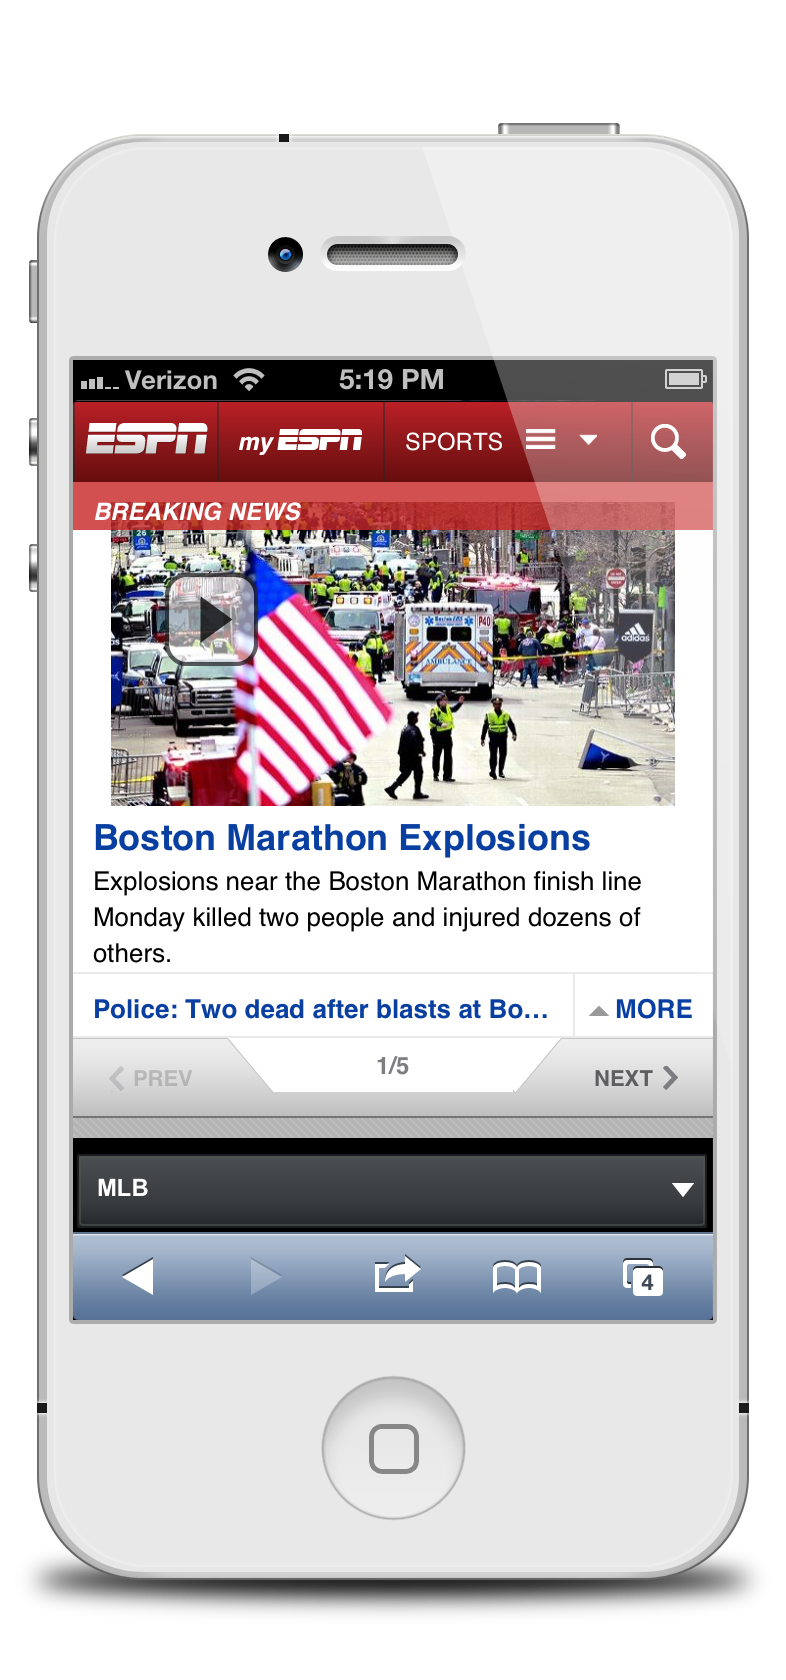 Verizon 5:19 PM
ESPN myESPN SPORTS
BREAKING NEWS
P40
AMBULANCE
adidas
Boston Marathon Explosions
Explosions near the Boston Marathon finish line
Monday killed two people and injured dozens of
others.
Police: Two dead after blasts at Bo... MORE
PREV 1/5 NEXT
MLB
4